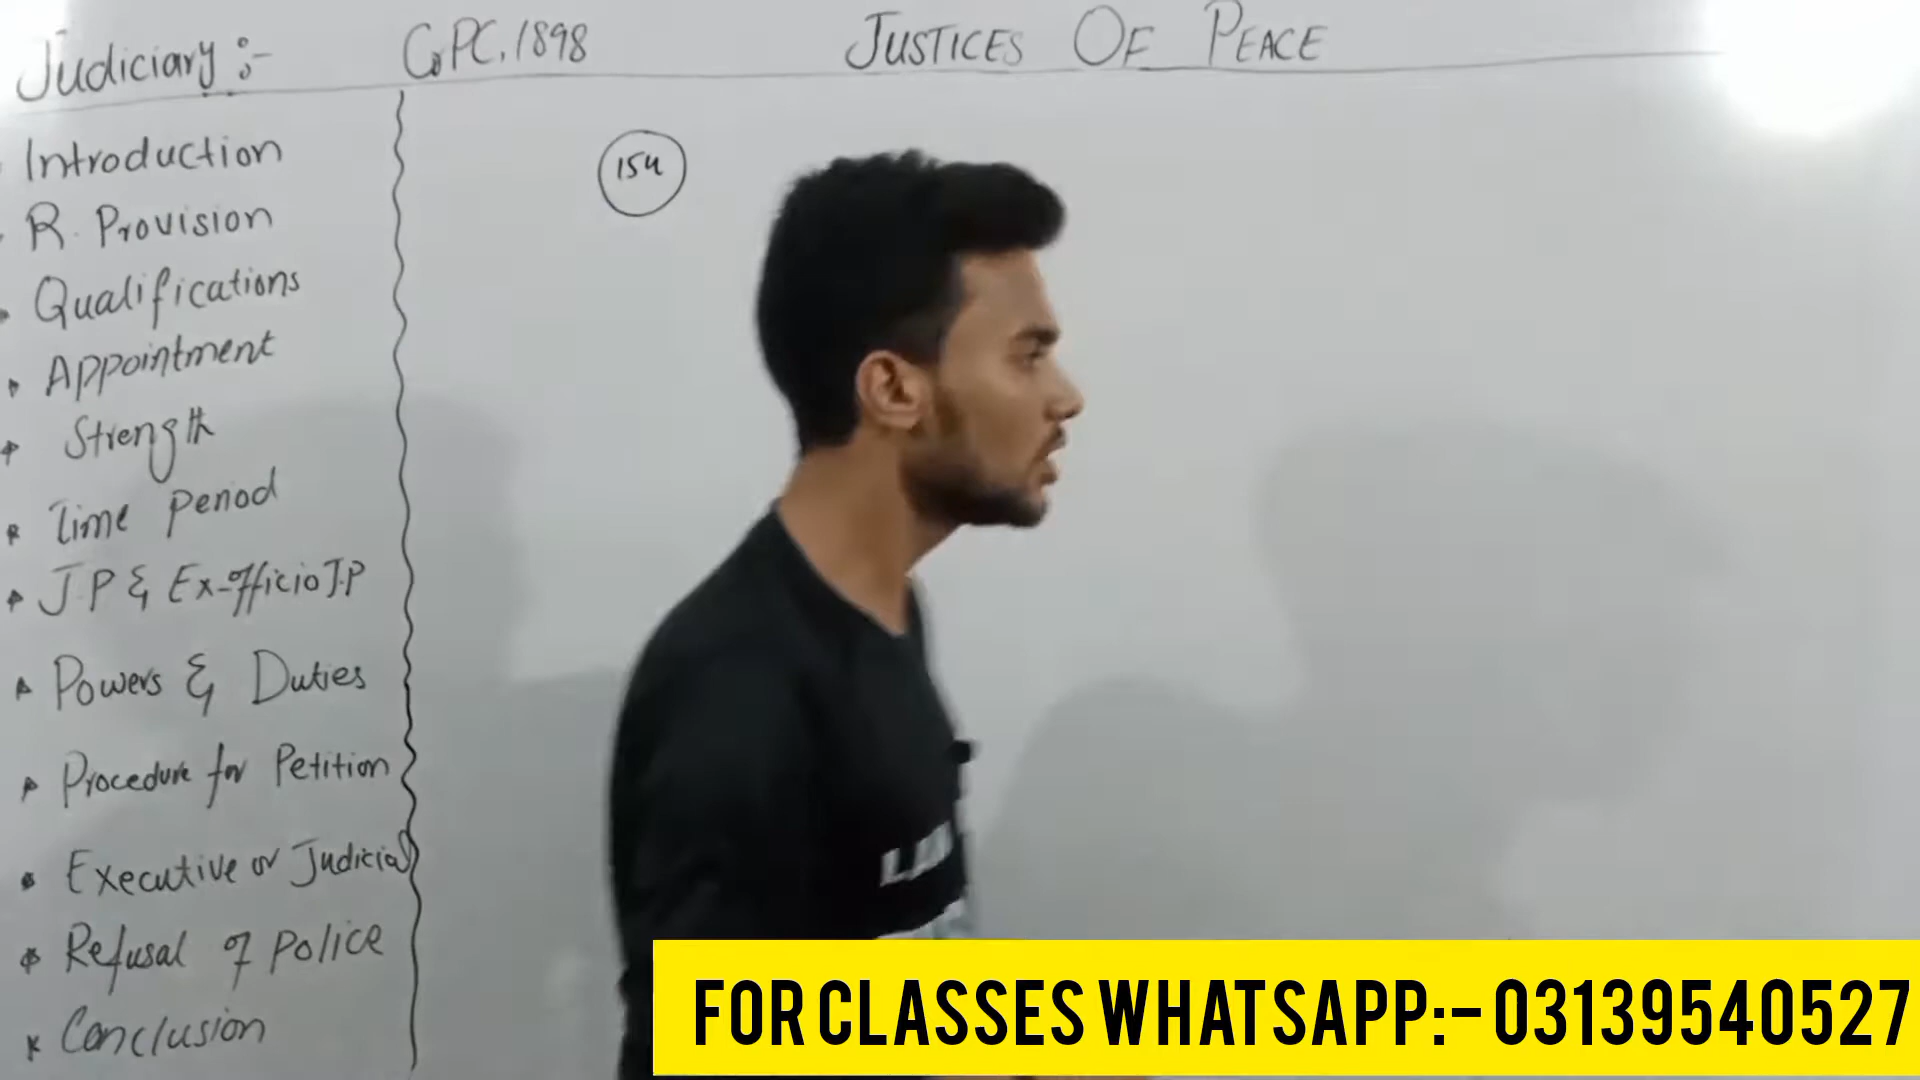 Judiciary :- CrPC, 1898 JUSTICES OF PEACE
Introduction
R. Provision
Qualifications
Appointment
Strength
Time Period
J.P & Ex-officio J.P
Powers & Duties
Procedure for Petition
Executive or Judicial
Refusal of Police
Conclusion
154
FOR CLASSES WHATSAPP:- 03139540527